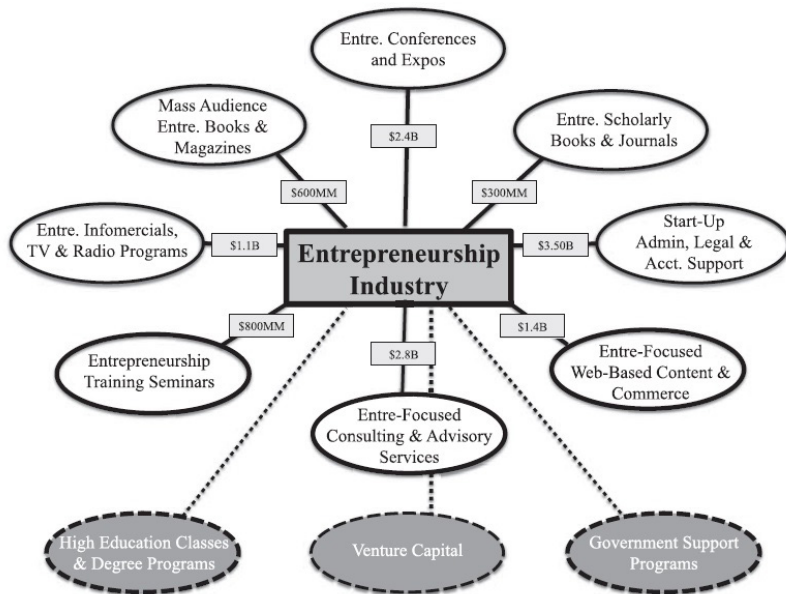 Entre. Conferences
and Expos
Mass Audience
Entre. Books &
Magazines
Entre. Scholarly
Books & Journals
$2.4B
$600MM
$300MM
Entre. Infomercials,
TV & Radio Programs
$1.1B
Entrepreneurship
Industry
$3.50B
Start-Up
Admin, Legal &
Acct. Support
$800MM
$2.8B
$1.4B
Entrepreneurship
Training Seminars
Entre-Focused
Web-Based Content &
Commerce
Entre-Focused
Consulting & Advisory
Services
High Education Classes
& Degree Programs
Venture Capital
Government Support
Programs